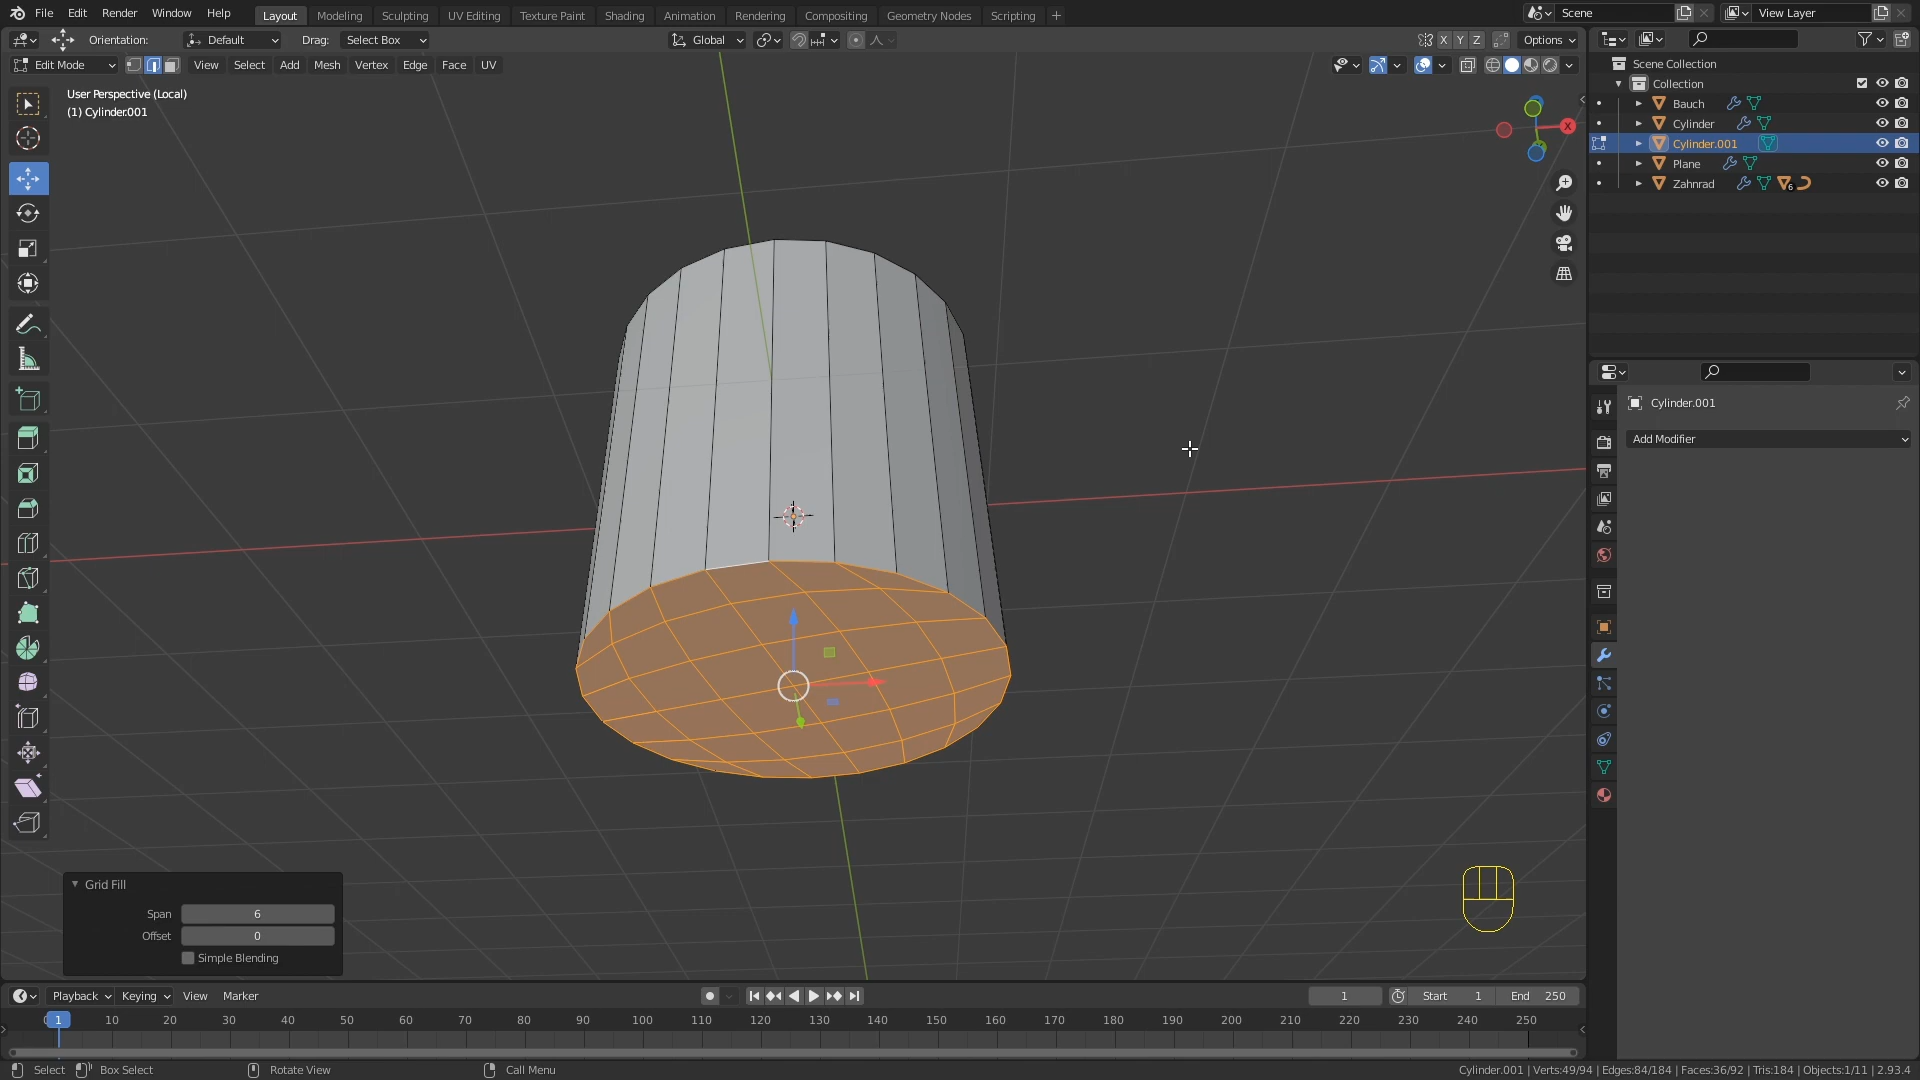 File Edit Render Window Help Layout Modeling Sculpting UV Editing Texture Paint Shading Animation Rendering Compositing Geometry Nodes Scripting + Scene View Layer
Orientation: Default Drag: Select Box Global X Y Z Options
Edit Mode View Select Add Mesh Vertex Edge Face UV
User Perspective (Local)
(1) Cylinder.001
X
Scene Collection
Collection
Bauch
Cylinder
Cylinder.001
Plane
Zahnrad 6
Cylinder.001
Add Modifier
Grid Fill
Span 6
Offset 0
Simple Blending
Playback Keying View Marker 1 Start 1 End 250
1 10 20 30 40 50 60 70 80 90 100 110 120 130 140 150 160 170 180 190 200 210 220 230 240 250
Select Box Select Rotate View Call Menu Cylinder.001 | Verts:49/94 | Edges:84/184 | Faces:36/92 | Tris:184 | Objects:1/11 | 2.93.4